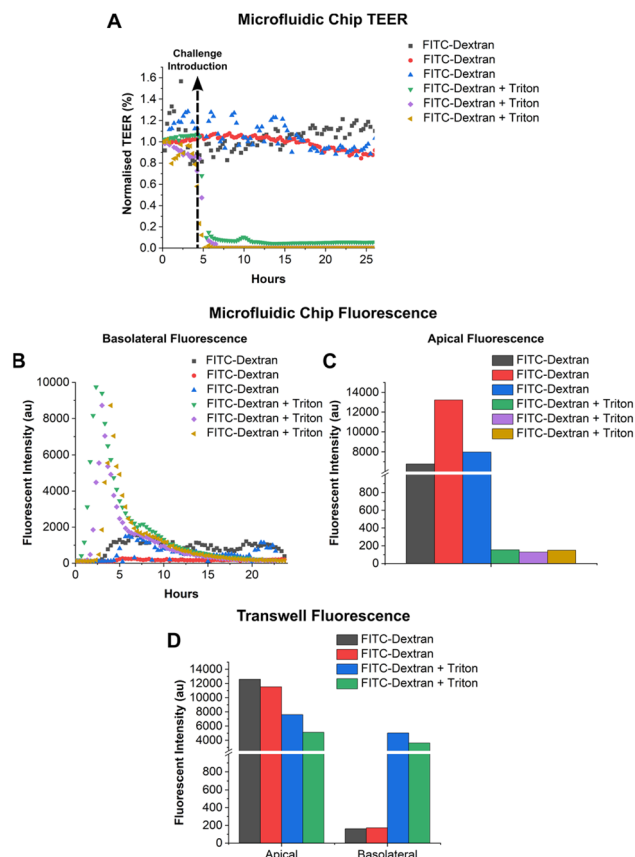 Microfluidic Chip TEER
A
Challenge
Introduction
FITC-Dextran
FITC-Dextran
FITC-Dextran
FITC-Dextran + Triton
FITC-Dextran + Triton
FITC-Dextran + Triton
Normalised TEER (%)
1.6
1.4
1.2
1.0
0.8
0.6
0.4
0.2
0.0
0 5 10 15 20 25
Hours
Microfluidic Chip Fluorescence
B
Basolateral Fluorescence
FITC-Dextran
FITC-Dextran
FITC-Dextran
FITC-Dextran + Triton
FITC-Dextran + Triton
FITC-Dextran + Triton
Fluorescent Intensity (au)
10000
8000
6000
4000
2000
0
0 5 10 15 20
Hours
C
Apical Fluorescence
FITC-Dextran
FITC-Dextran
FITC-Dextran
FITC-Dextran + Triton
FITC-Dextran + Triton
FITC-Dextran + Triton
Fluorescent Intensity (au)
14000
12000
10000
8000
800
600
400
200
0
Transwell Fluorescence
D
FITC-Dextran
FITC-Dextran
FITC-Dextran + Triton
FITC-Dextran + Triton
Fluorescent Intensity (au)
14000
12000
10000
8000
6000
4000
800
600
400
200
0
Apical Basolateral